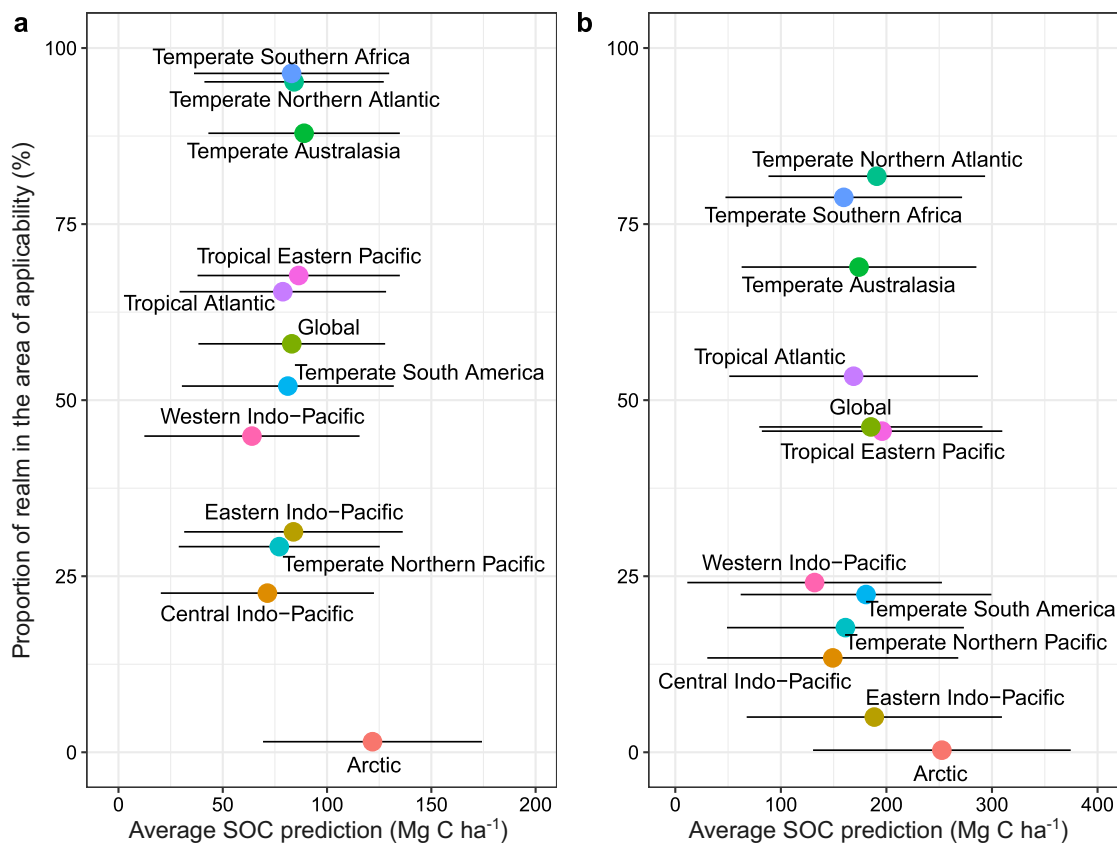 a
b
Proportion of realm in the area of applicability (%)
100
75
50
25
0
Temperate Southern Africa
Temperate Northern Atlantic
Temperate Australasia
Tropical Eastern Pacific
Tropical Atlantic
Global
Temperate South America
Western Indo−Pacific
Eastern Indo−Pacific
Temperate Northern Pacific
Central Indo−Pacific
Arctic
0 50 100 150 200
Average SOC prediction (Mg C ha⁻¹)
100
75
50
25
0
Temperate Northern Atlantic
Temperate Southern Africa
Temperate Australasia
Tropical Atlantic
Global
Tropical Eastern Pacific
Western Indo−Pacific
Temperate South America
Temperate Northern Pacific
Central Indo−Pacific
Eastern Indo−Pacific
Arctic
0 100 200 300 400
Average SOC prediction (Mg C ha⁻¹)